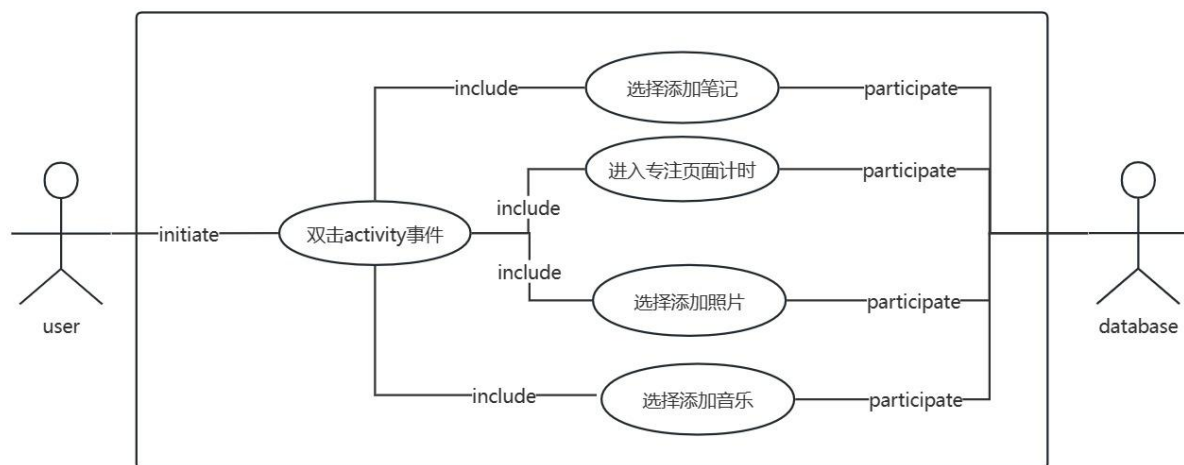 include
选择添加笔记
participate
进入专注页面计时
participate
include
initiate
双击activity事件
include
选择添加照片
participate
user
database
include
选择添加音乐
participate